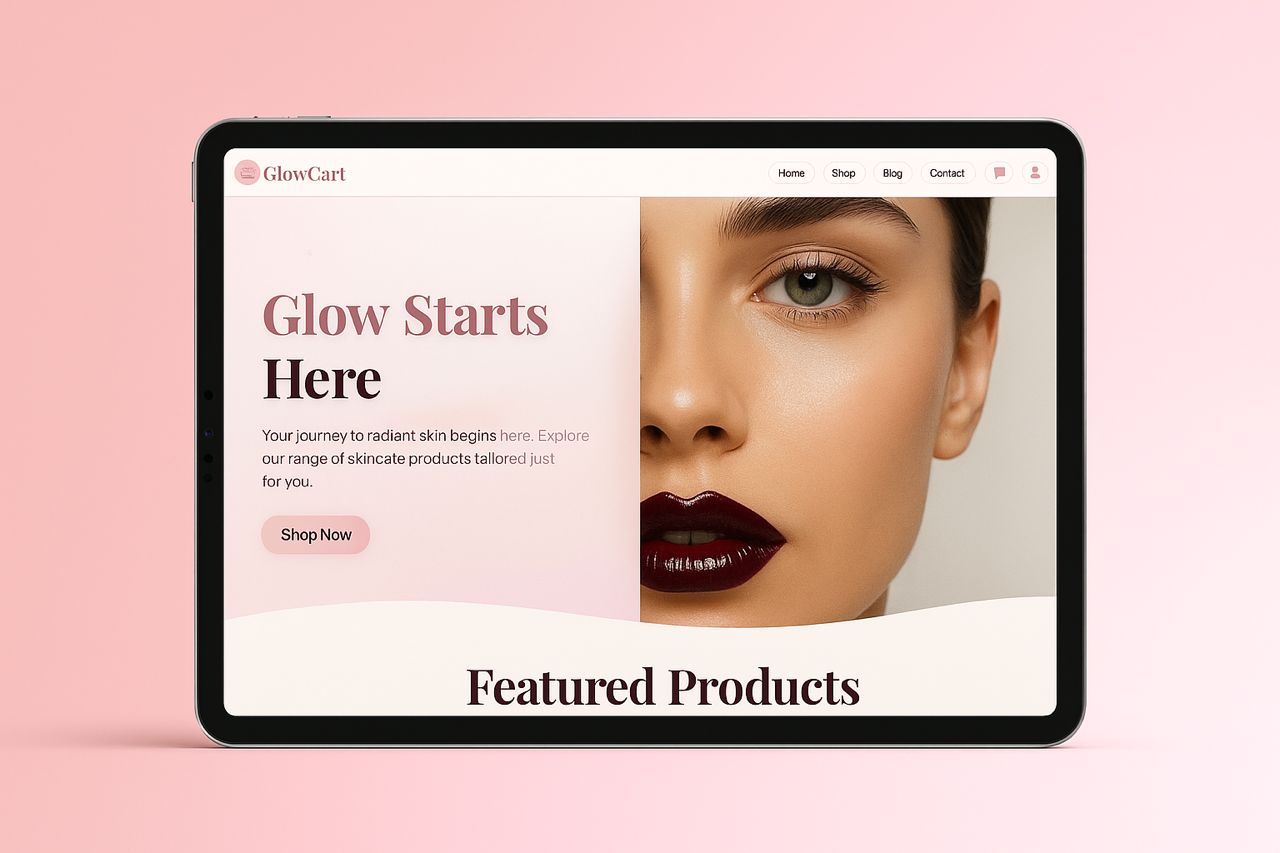 GlowCart
Home
Shop
Blog
Contact
Glow Starts
Here
Your journey to radiant skin begins here. Explore
our range of skincate products tallored just
for you.
Shop Now
Featured Products